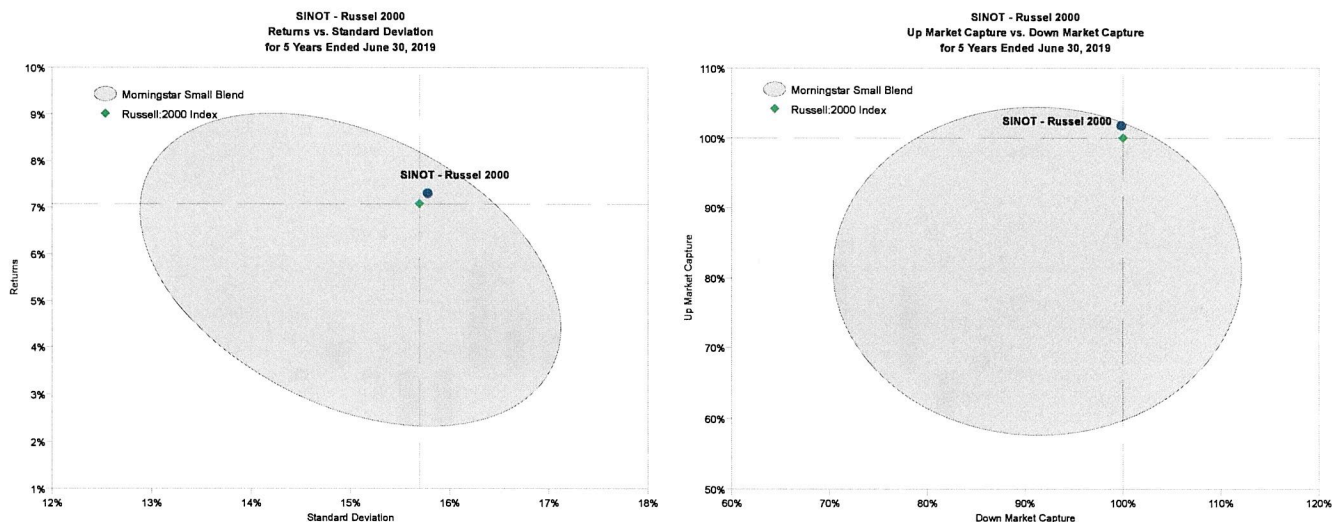 SINOT - Russel 2000
Returns vs. Standard Deviation
for 5 Years Ended June 30, 2019
10%
9%
8%
7%
6%
5%
4%
3%
2%
1%
Returns
Morningstar Small Blend
Russell:2000 Index
SINOT - Russel 2000
12%
13%
14%
15%
16%
17%
18%
Standard Deviation
SINOT - Russel 2000
Up Market Capture vs. Down Market Capture
for 5 Years Ended June 30, 2019
110%
100%
90%
80%
70%
60%
50%
Up Market Capture
Morningstar Small Blend
Russell:2000 Index
SINOT - Russel 2000
60%
70%
80%
90%
100%
110%
120%
Down Market Capture